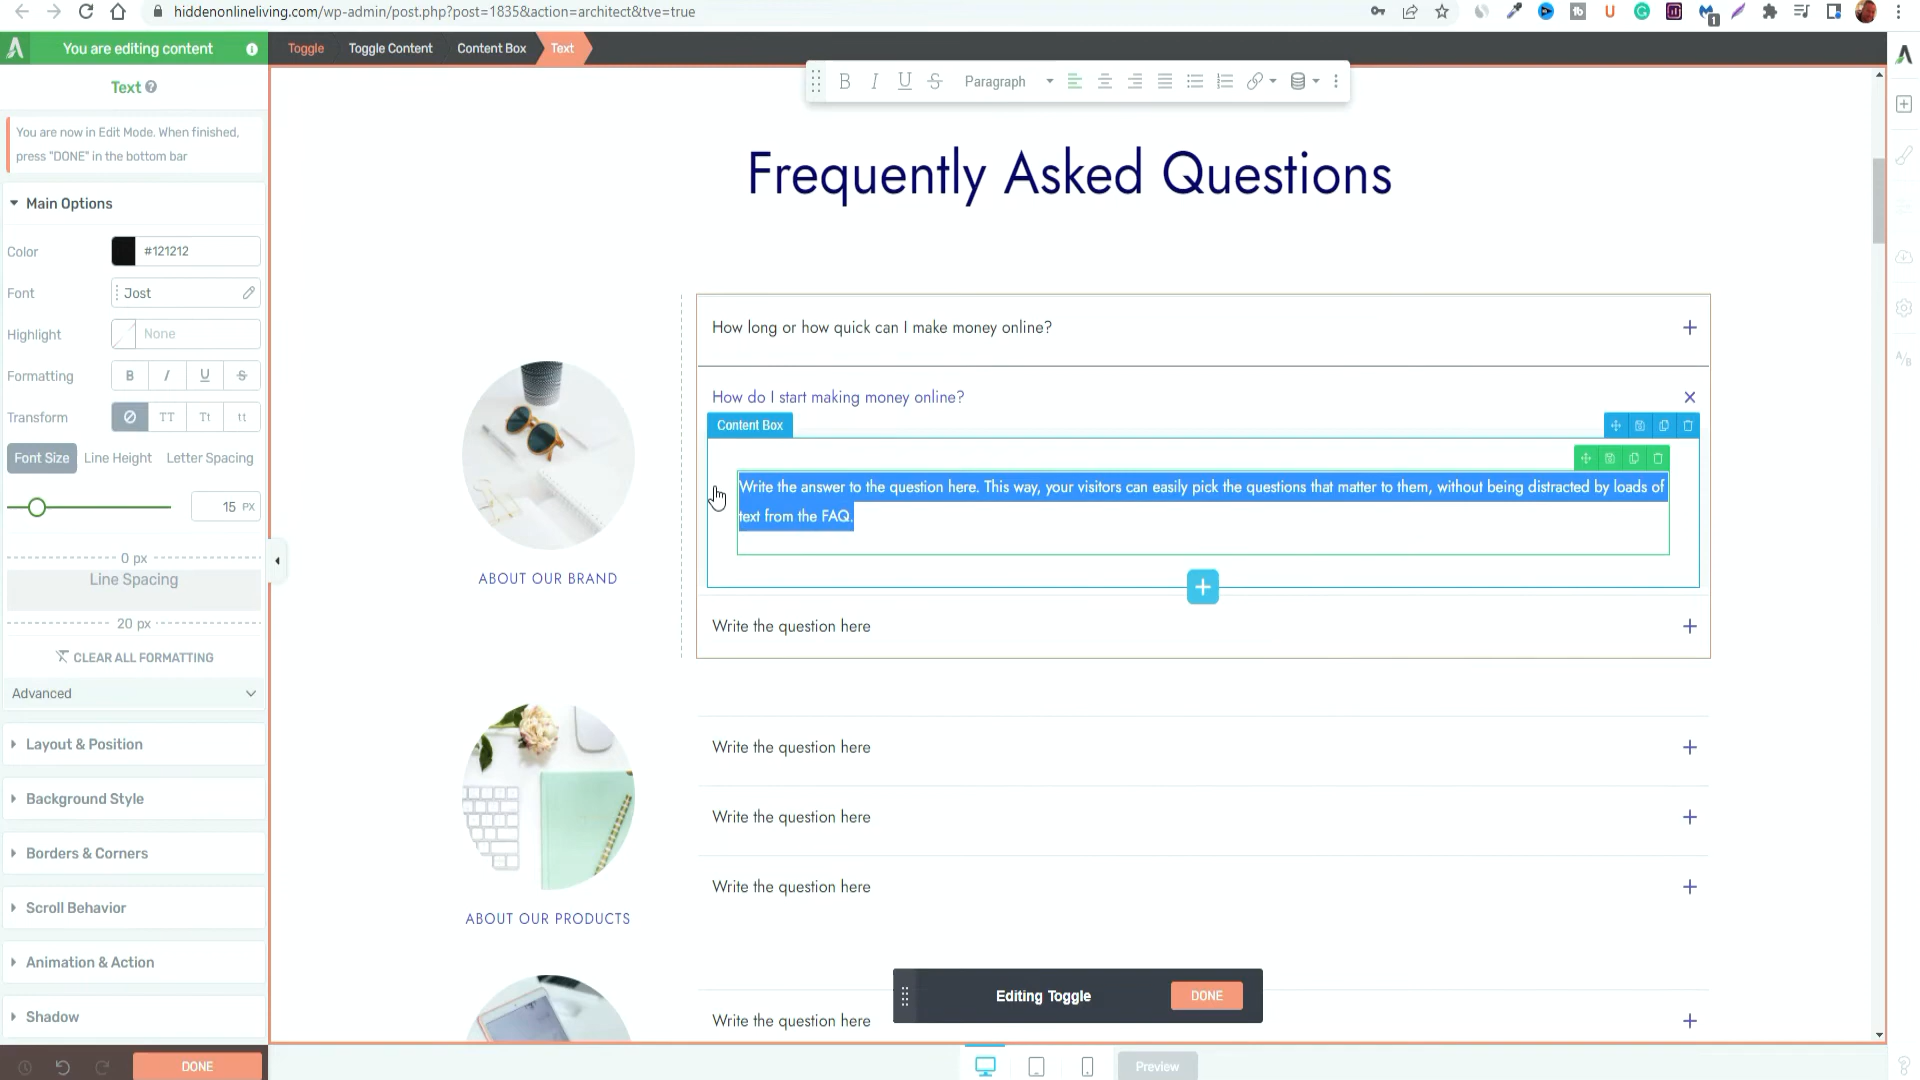 hiddenonlineliving.com/wp-admin/post.php?post=1835&action=architect&tve=true
You are editing content
Toggle
Toggle Content
Content Box
Text
Text
You are now in Edit Mode. When finished,
press "DONE" in the bottom bar
B I U S Paragraph
Main Options
Color #121212
Font Jost
Highlight None
Formatting B I U S
Transform TT Tt tt
Font Size Line Height Letter Spacing
15 PX
0 px
Line Spacing
20 px
CLEAR ALL FORMATTING
Advanced
Layout & Position
Background Style
Borders & Corners
Scroll Behavior
Animation & Action
Shadow
DONE
Frequently Asked Questions
How long or how quick can I make money online?
How do I start making money online?
Content Box
Write the answer to the question here. This way, your visitors can easily pick the questions that matter to them, without being distracted by loads of
text from the FAQ.
Write the question here
ABOUT OUR BRAND
Write the question here
Write the question here
Write the question here
ABOUT OUR PRODUCTS
Write the question here
Editing Toggle
DONE
Preview
A/B